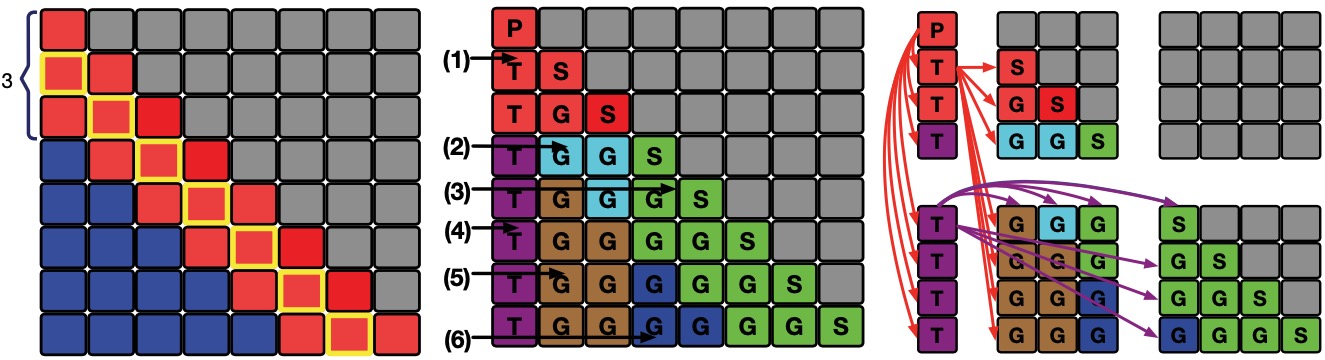 3
P
(1) T S
T G S
(2) T G G S
(3) T G G G S
(4) T G G G G S
(5) T G G G G G S
(6) T G G G G G G S
P
T S
T G S
T G G S
T G G G S
T G G G G S
T G G G G G S
T G G G G G G S